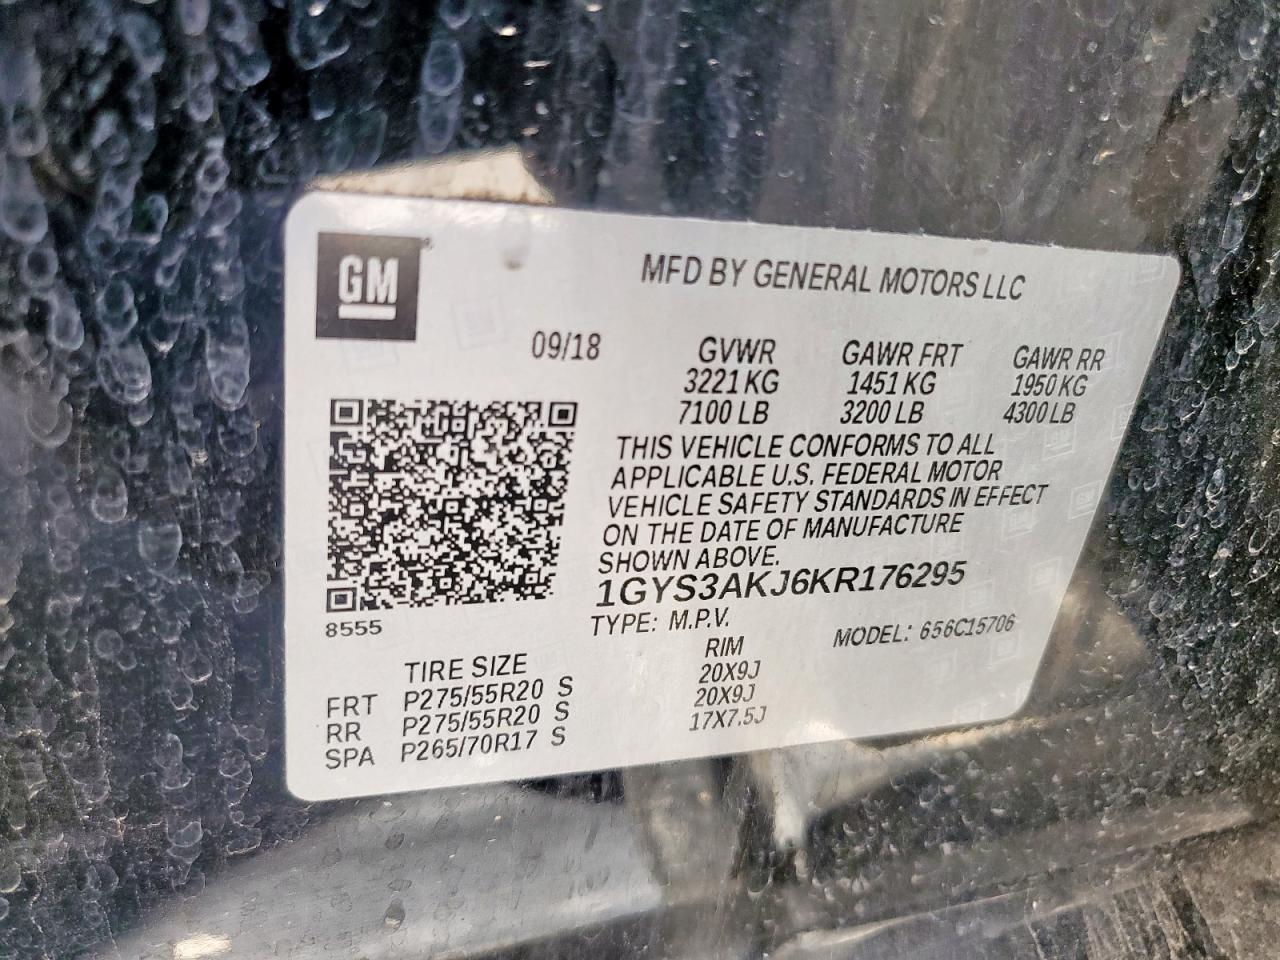 GM
MFD BY GENERAL MOTORS LLC
09/18
GVWR GAWR FRT GAWR RR
3221 KG 1451 KG 1950 KG
7100 LB 3200 LB 4300 LB
THIS VEHICLE CONFORMS TO ALL
APPLICABLE U.S. FEDERAL MOTOR
VEHICLE SAFETY STANDARDS IN EFFECT
ON THE DATE OF MANUFACTURE
SHOWN ABOVE.
1GYS3AKJ6KR176295
8555
TYPE: M.P.V. MODEL: 656C15706
TIRE SIZE RIM
FRT P275/55R20 S 20X9J
RR P275/55R20 S 20X9J
SPA P265/70R17 S 17X7.5J